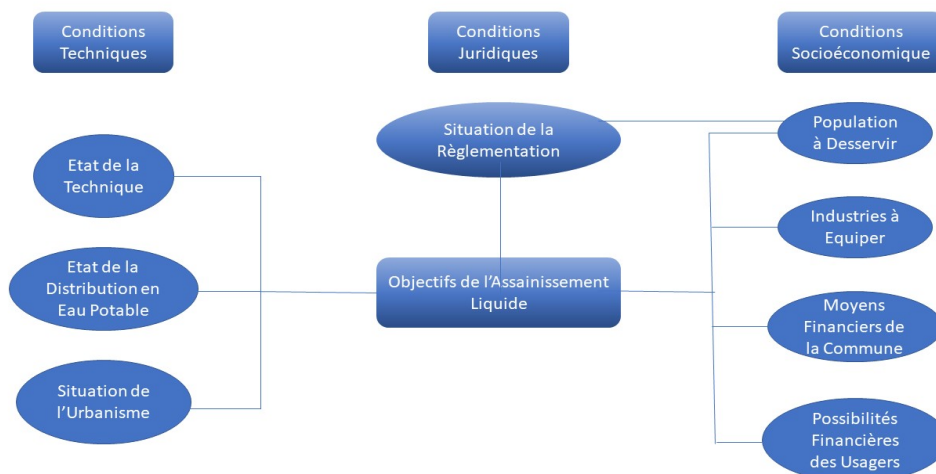 Conditions
Techniques
Conditions
Juridiques
Conditions
Socioéconomique
Situation de la
Règlementation
Population
à Desservir
Etat de la
Technique
Industries à
Equiper
Etat de la
Distribution en
Eau Potable
Objectifs de l'Assainissement
Liquide
Moyens
Financiers de
la Commune
Situation de
l'Urbanisme
Possibilités
Financières
des Usagers